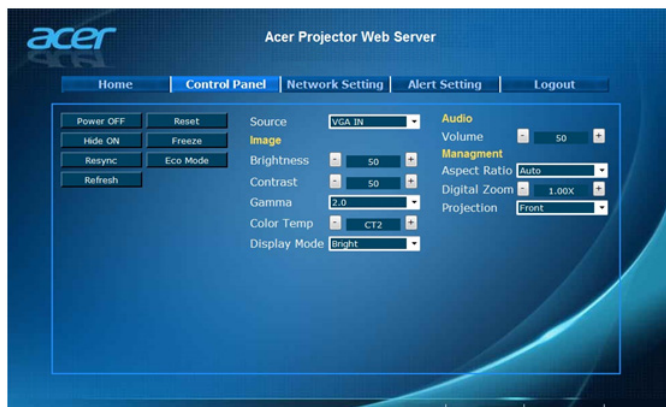 acer
Acer Projector Web Server
Home Control Panel Network Setting Alert Setting Logout
Power OFF Reset
Hide ON Freeze
Resync Eco Mode
Refresh
Source VGA IN
Image
Brightness - 50 +
Contrast - 50 +
Gamma 2.0
Color Temp - CT2 +
Display Mode Bright
Audio
Volume - 50 +
Managment
Aspect Ratio Auto
Digital Zoom - 1.00X +
Projection Front